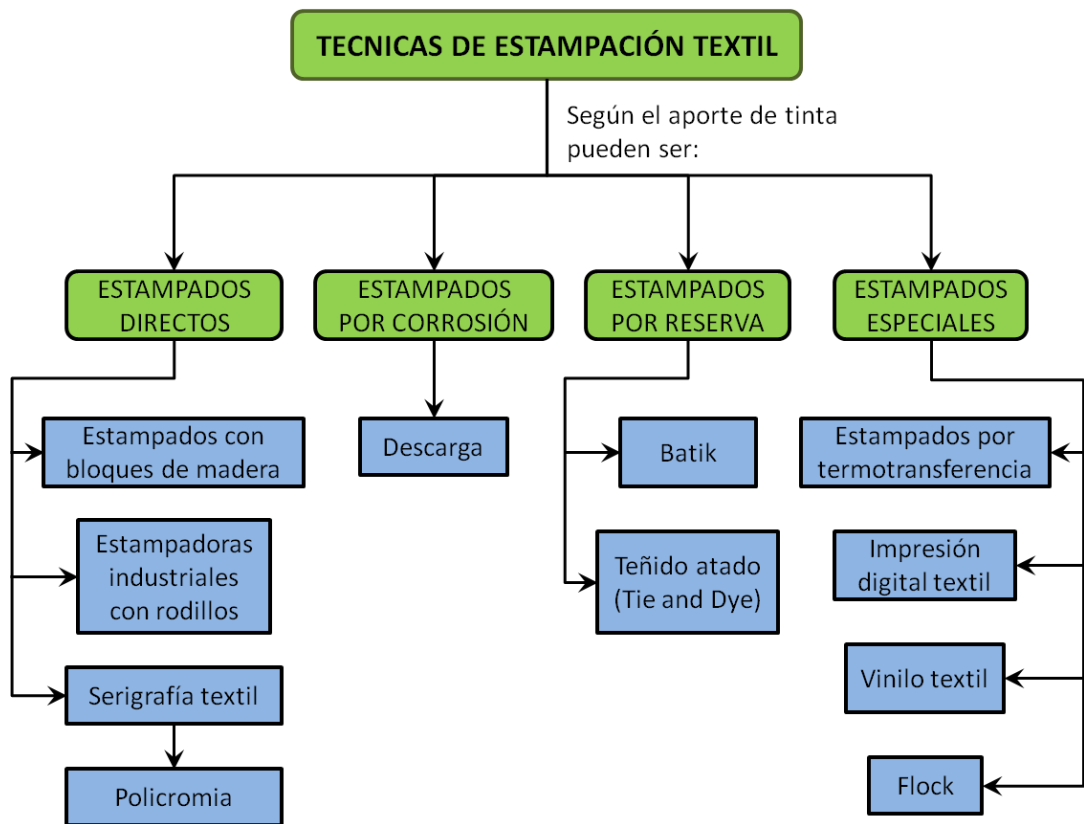 TECNICAS DE ESTAMPACIÓN TEXTIL
Según el aporte de tinta
pueden ser:
ESTAMPADOS
DIRECTOS
ESTAMPADOS
POR CORROSIÓN
ESTAMPADOS
POR RESERVA
ESTAMPADOS
ESPECIALES
Estampados con
bloques de madera
Estampadoras
industriales
con rodillos
Serigrafía textil
Policromia
Descarga
Batik
Teñido atado
(Tie and Dye)
Estampados por
termotransferencia
Impresión
digital textil
Vinilo textil
Flock